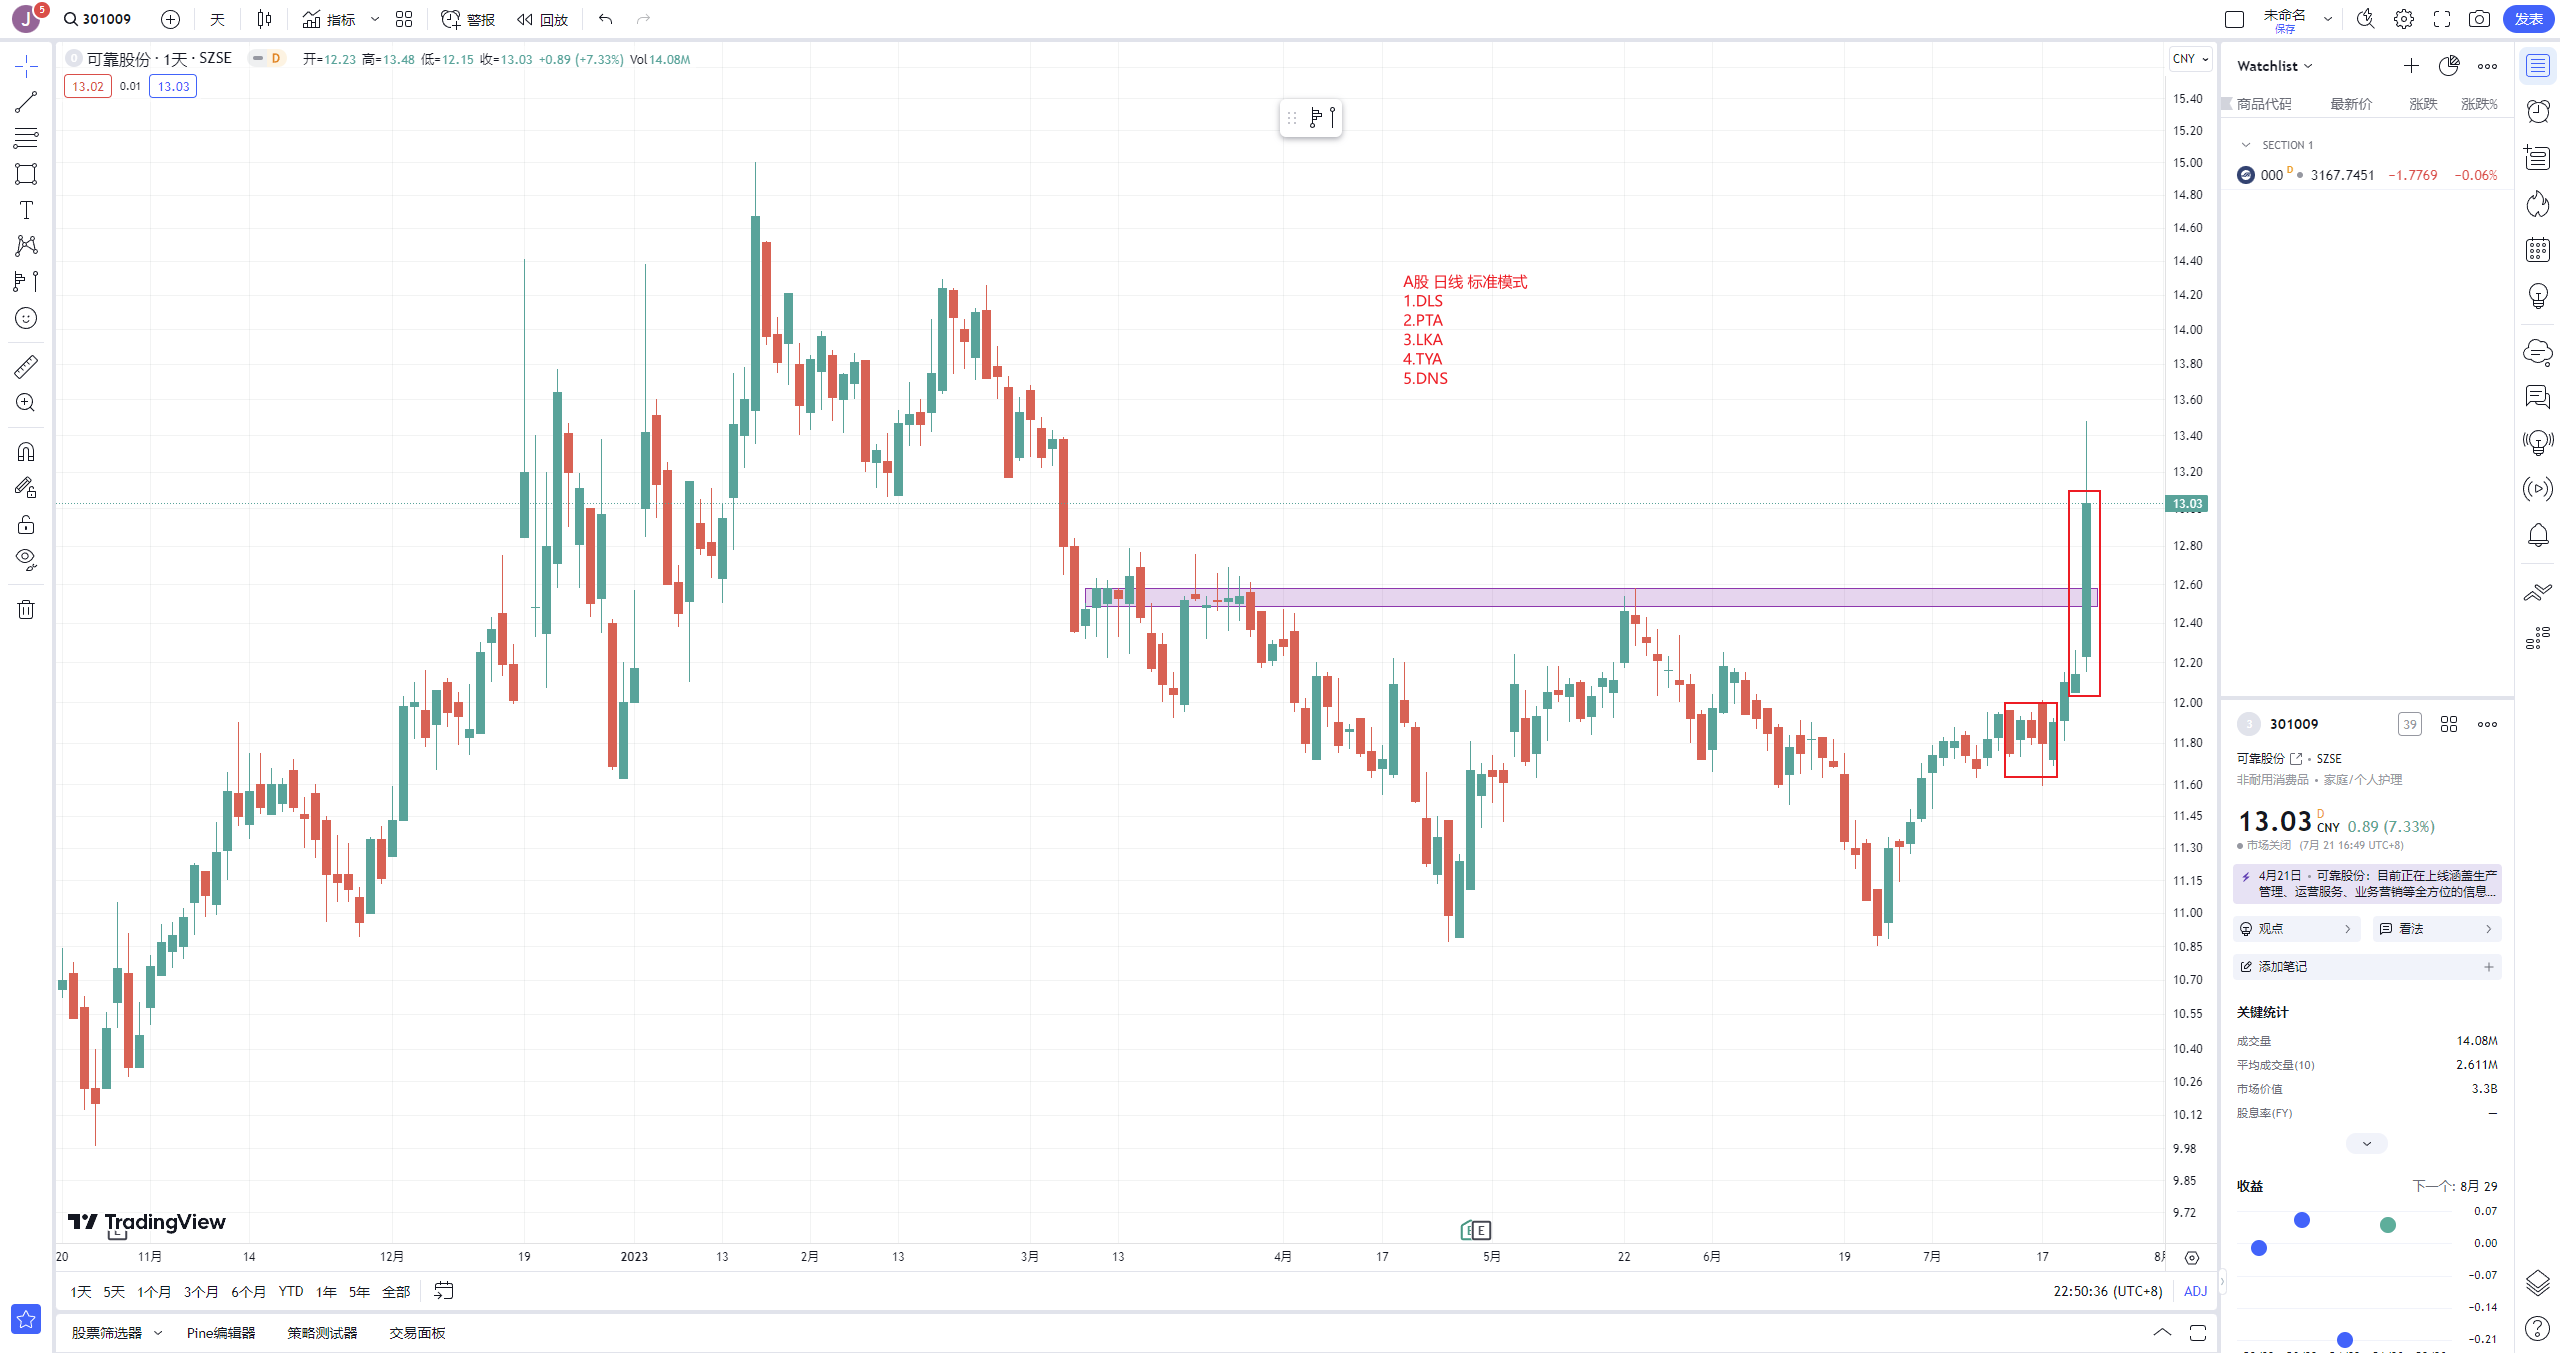 J 5 301009 天 指标 警报 回放 未命名 保存 发表
可靠股份 · 1天 · SZSE D 开=12.23 高=13.48 低=12.15 收=13.03 +0.89 (+7.33%) Vol14.08M
13.02 0.01 13.03
CNY
15.40
15.20
15.00
14.80
14.60
14.40
14.20
14.00
13.80
13.60
13.40
13.20
13.03
12.80
12.60
12.40
12.20
12.00
11.80
11.60
11.45
11.30
11.15
11.00
10.85
10.70
10.55
10.40
10.26
10.12
9.98
9.85
9.72
A股 日线 标准模式
1.DLS
2.PTA
3.LKA
4.TYA
5.DNS
TradingView
E E
20 11月 14 12月 19 2023 13 2月 13 3月 13 4月 17 5月 22 6月 19 7月 17
1天 5天 1个月 3个月 6个月 YTD 1年 5年 全部 22:50:36 (UTC+8) ADJ
股票筛选器 Pine编辑器 策略测试器 交易面板
Watchlist
商品代码 最新价 涨跌 涨跌%
SECTION 1
000 D 3167.7451 −1.7769 −0.06%
3 301009 39
可靠股份 · SZSE
非耐用消费品 • 家庭/个人护理
13.03 D CNY 0.89 (7.33%)
市场关闭 (7月 21 16:49 UTC+8)
4月21日 • 可靠股份：目前正在上线涵盖生产
管理、运营服务、业务营销等全方位的信息...
观点 看法
添加笔记
关键统计
成交量 14.08M
平均成交量(10) 2.611M
市场价值 3.3B
股息率(FY) —
收益 下一个: 8月 29
0.07
0.00
−0.07
−0.14
−0.21